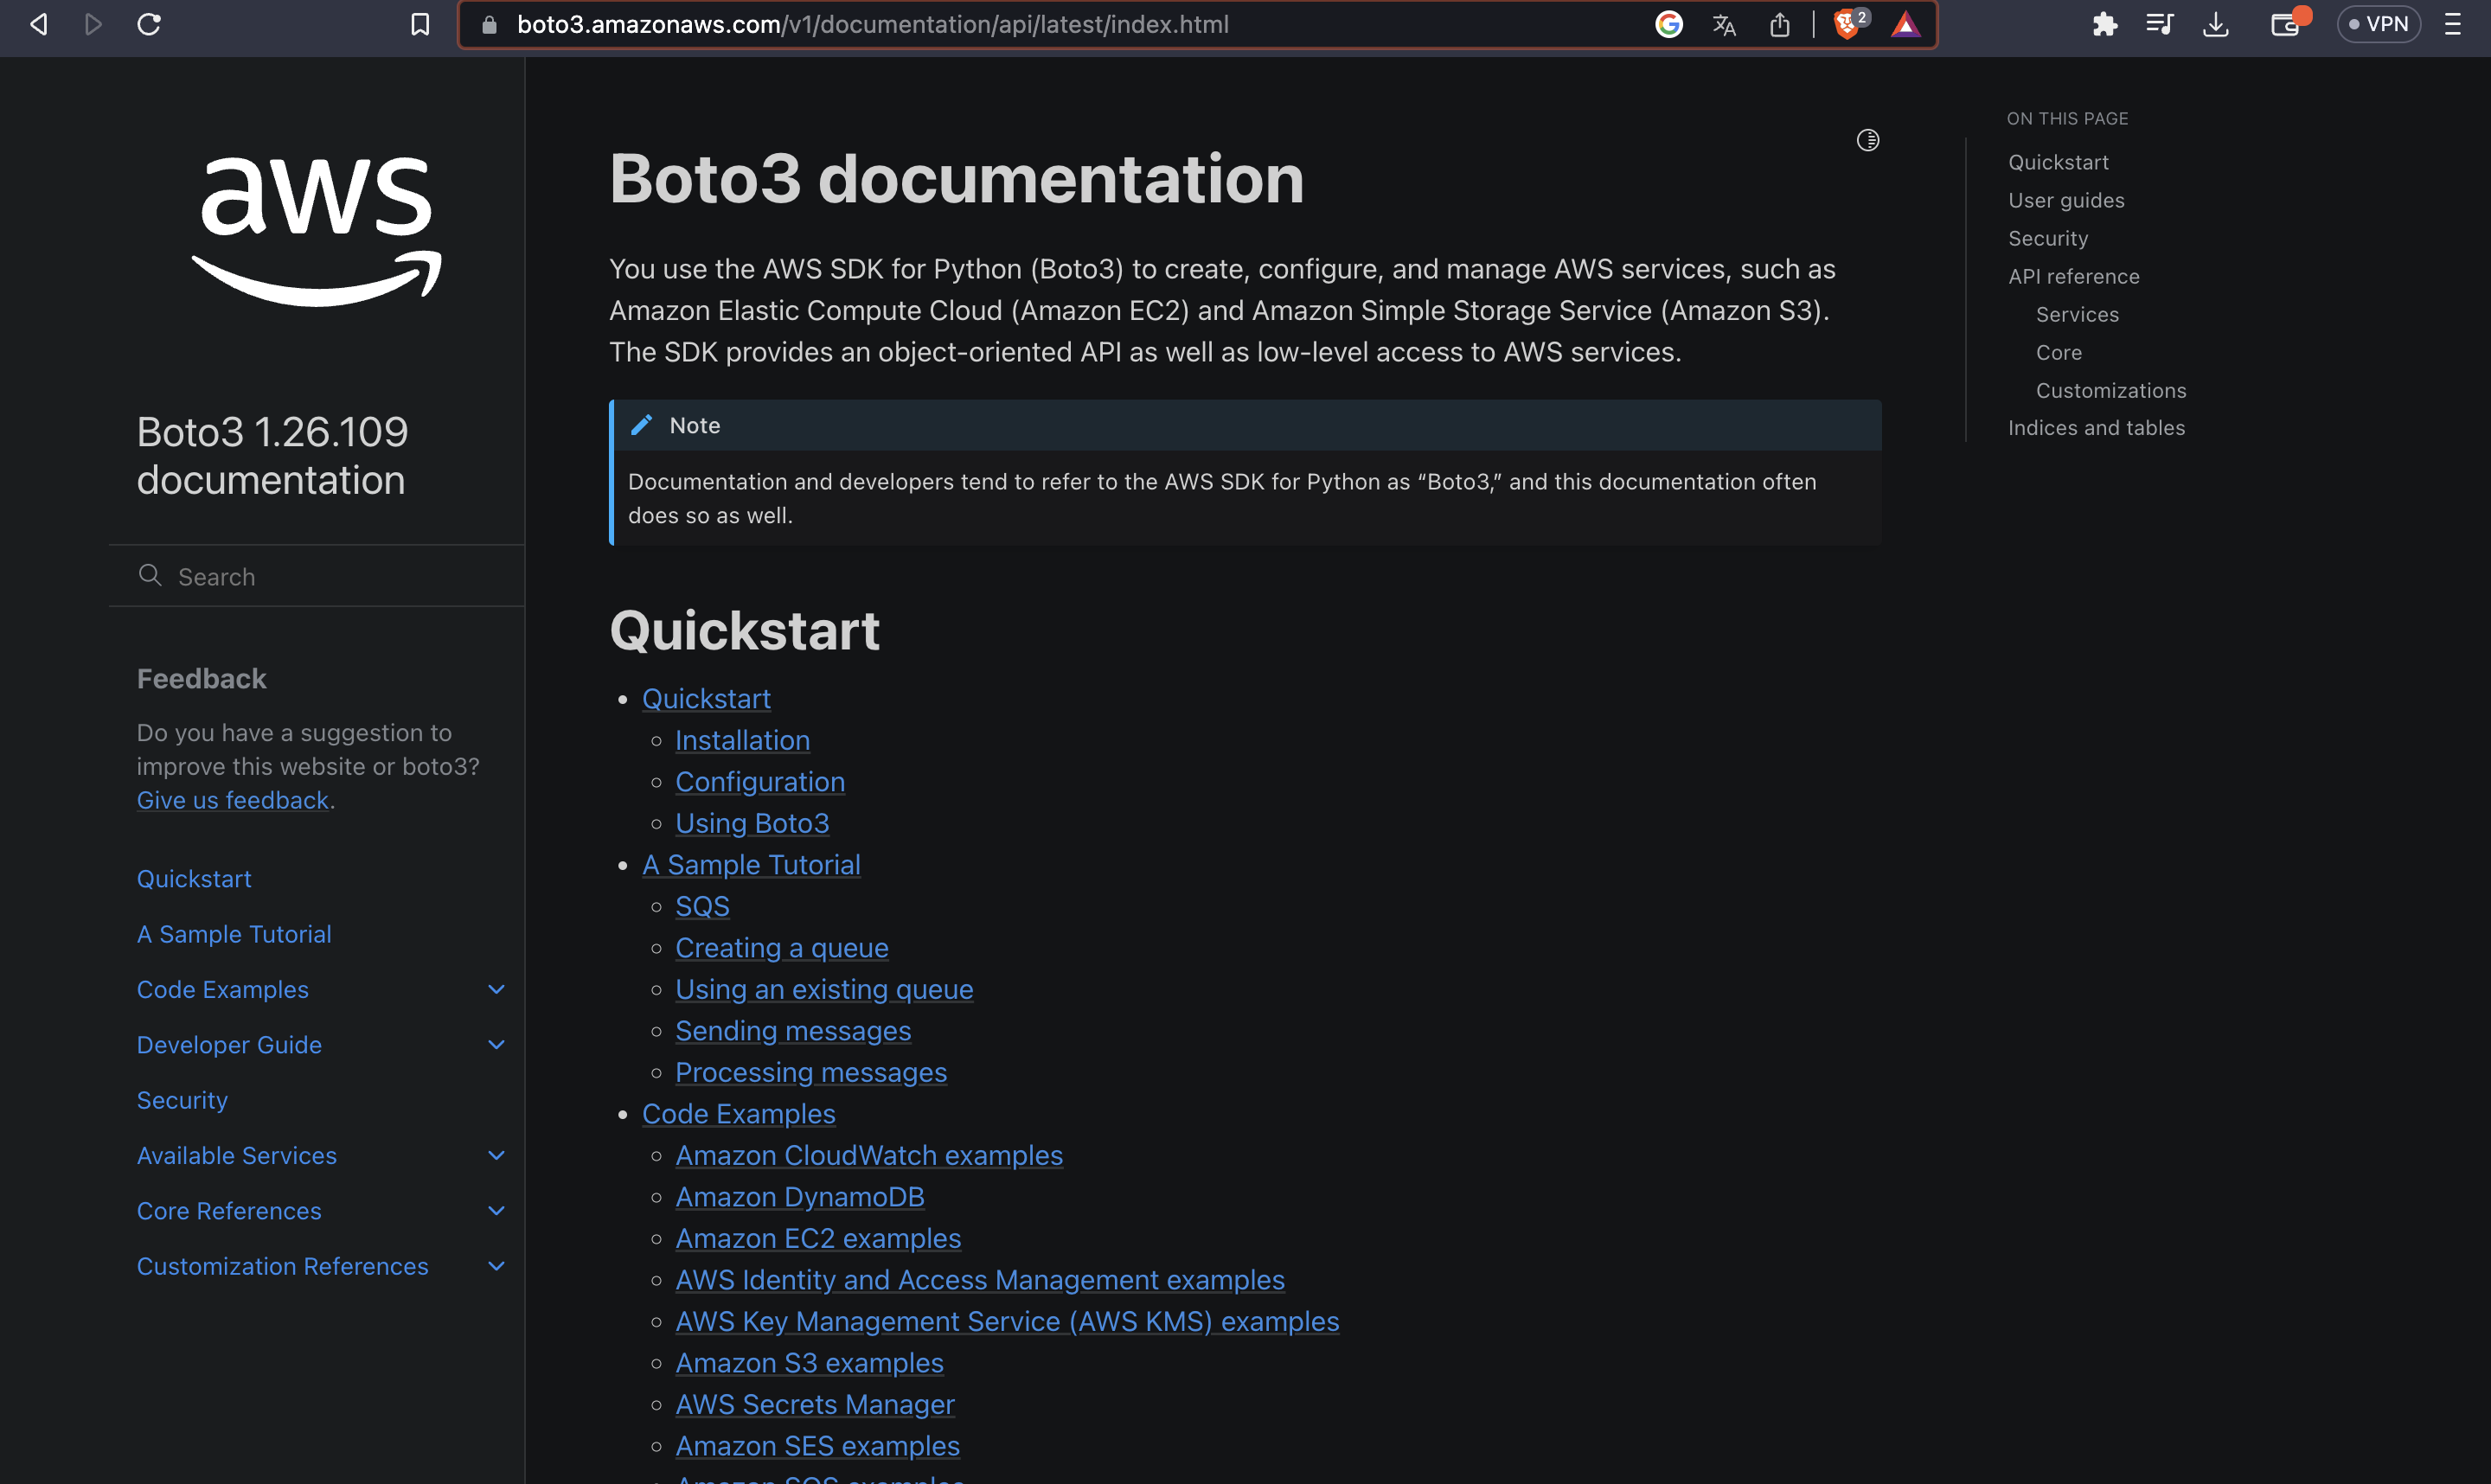 boto3.amazonaws.com/v1/documentation/api/latest/index.html
2
VPN
aws
Boto3 1.26.109
documentation
Search
Feedback
Do you have a suggestion to
improve this website or boto3?
Give us feedback.
Quickstart
A Sample Tutorial
Code Examples
Developer Guide
Security
Available Services
Core References
Customization References
Boto3 documentation
You use the AWS SDK for Python (Boto3) to create, configure, and manage AWS services, such as
Amazon Elastic Compute Cloud (Amazon EC2) and Amazon Simple Storage Service (Amazon S3).
The SDK provides an object-oriented API as well as low-level access to AWS services.
Note
Documentation and developers tend to refer to the AWS SDK for Python as “Boto3,” and this documentation often
does so as well.
Quickstart
Quickstart
Installation
Configuration
Using Boto3
A Sample Tutorial
SQS
Creating a queue
Using an existing queue
Sending messages
Processing messages
Code Examples
Amazon CloudWatch examples
Amazon DynamoDB
Amazon EC2 examples
AWS Identity and Access Management examples
AWS Key Management Service (AWS KMS) examples
Amazon S3 examples
AWS Secrets Manager
Amazon SES examples
Amazon SQS examples
ON THIS PAGE
Quickstart
User guides
Security
API reference
Services
Core
Customizations
Indices and tables